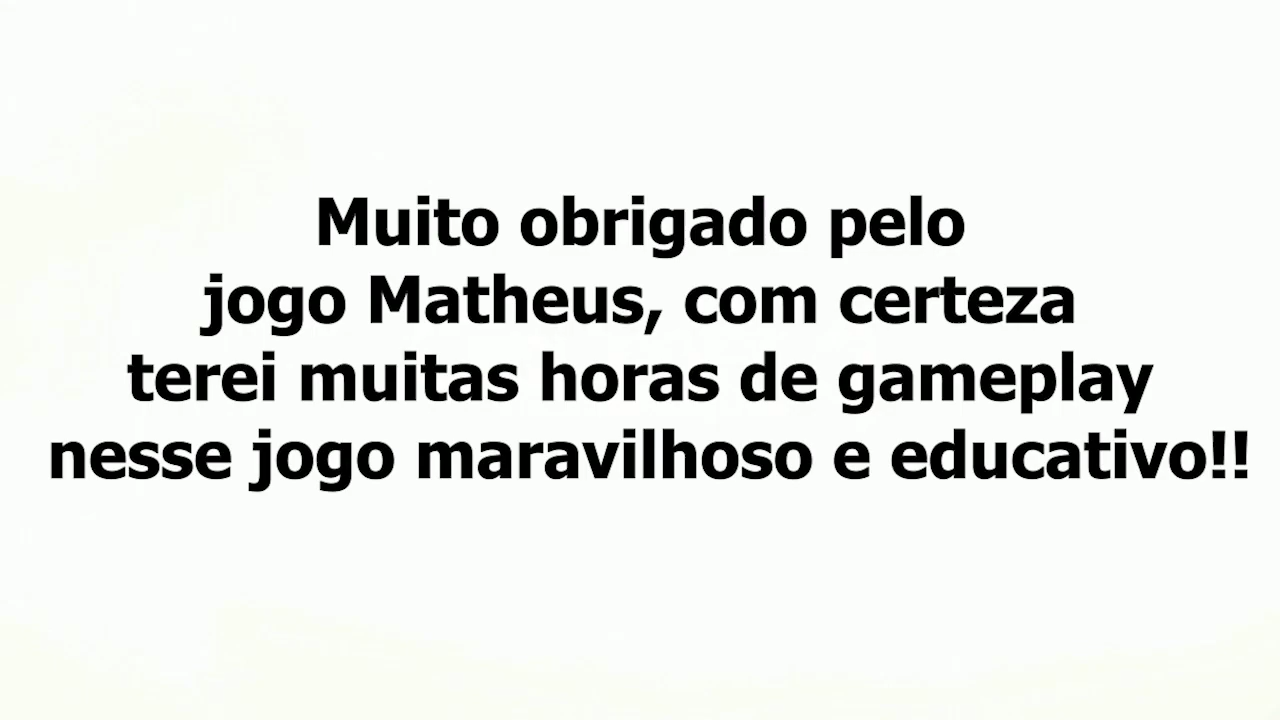 Muito obrigado pelo
jogo Matheus, com certeza
terei muitas horas de gameplay
nesse jogo maravilhoso e educativo!!